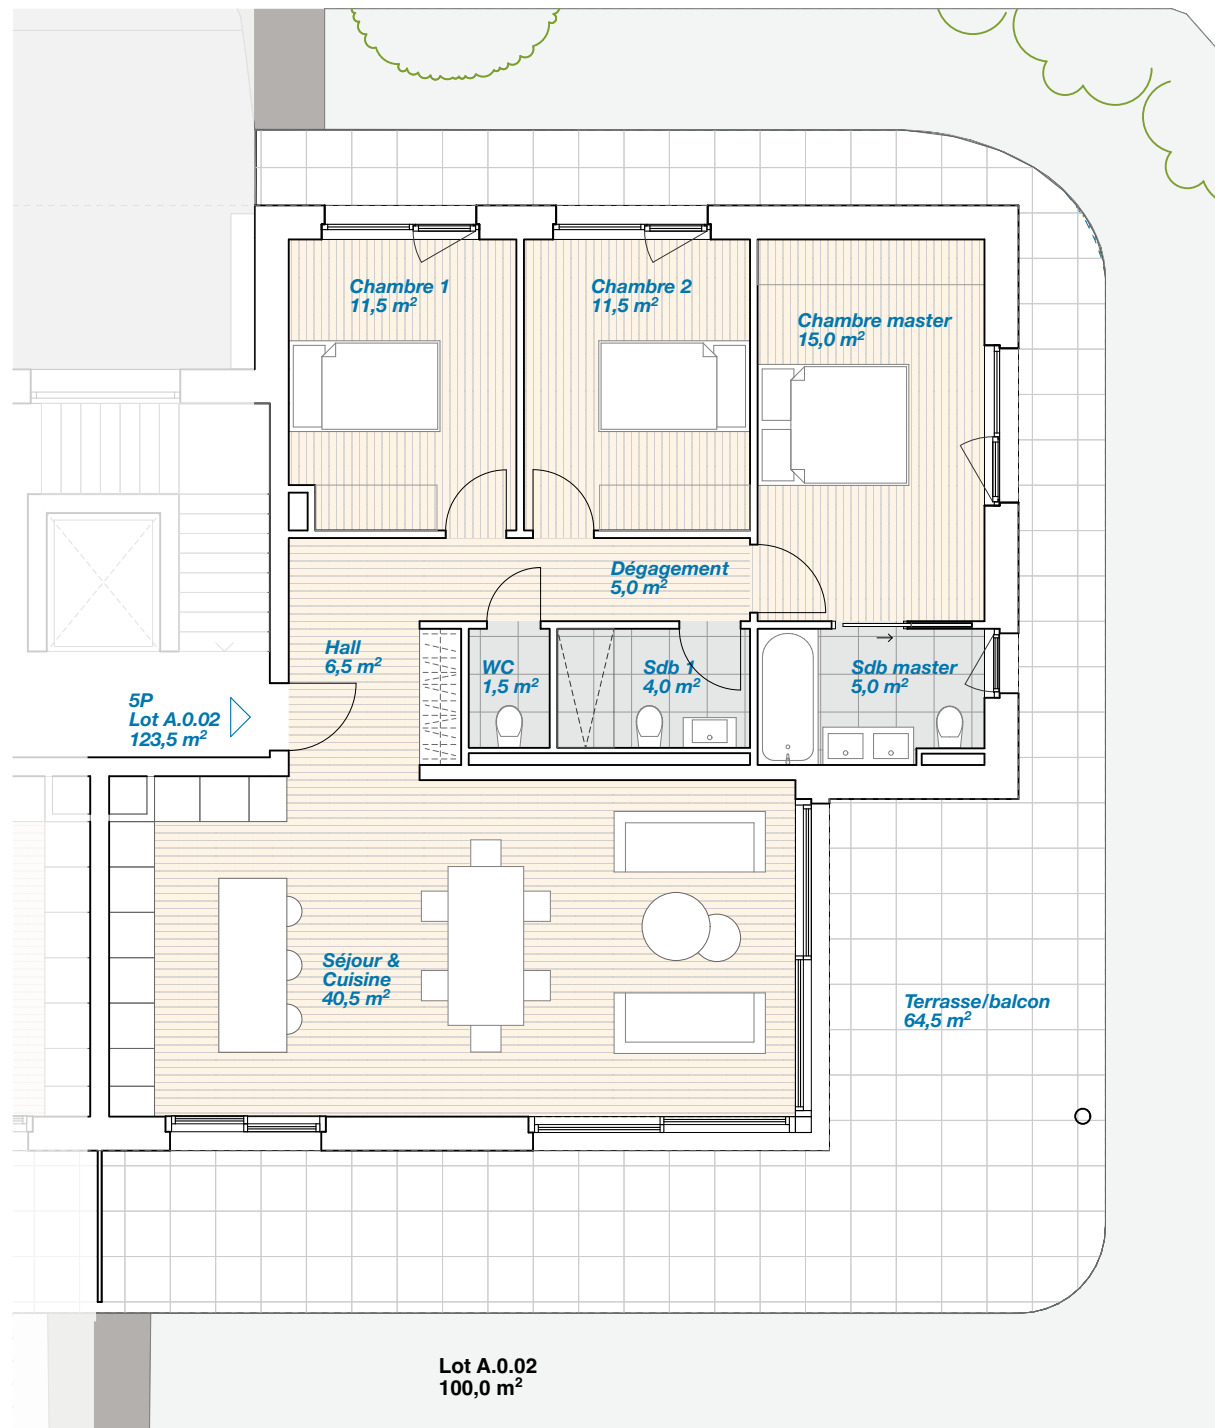 Chambre 1
11,5 m²
Chambre 2
11,5 m²
Chambre master
15,0 m²
Dégagement
5,0 m²
Hall
6,5 m²
WC
1,5 m²
Sdb 1
4,0 m²
Sdb master
5,0 m²
5P
Lot A.0.02
123,5 m²
Séjour &
Cuisine
40,5 m²
Terrasse/balcon
64,5 m²
Lot A.0.02
100,0 m²